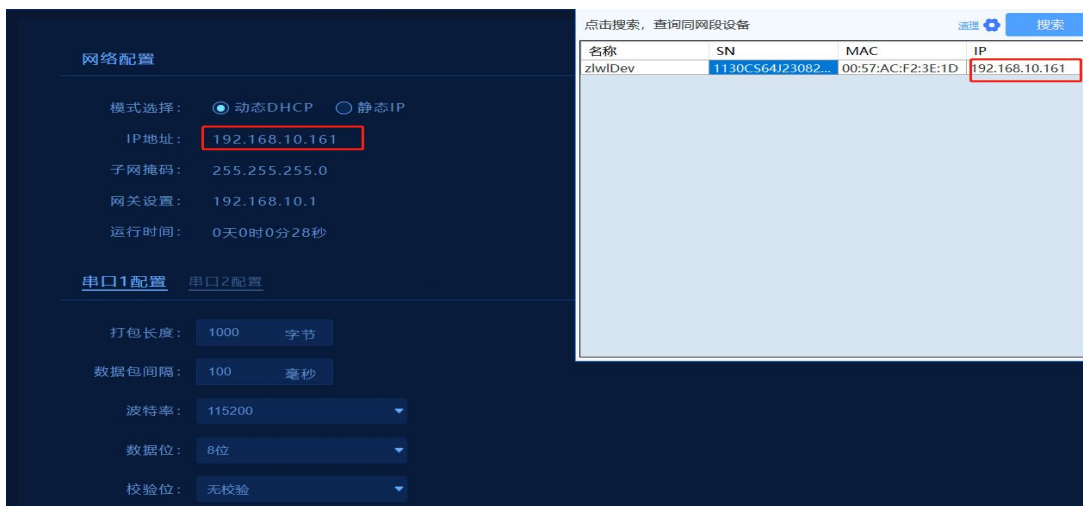 网络配置
模式选择: 动态DHCP 静态IP
IP地址: 192.168.10.161
子网掩码: 255.255.255.0
网关设置: 192.168.10.1
运行时间: 0天0时0分28秒
串口1配置 串口2配置
打包长度: 1000 字节
数据包间隔: 100 毫秒
波特率: 115200
数据位: 8位
校验位: 无校验
点击搜索，查询同网段设备 清理 搜索
名称 SN MAC IP
zlwlDev 1130CS64J23082... 00:57:AC:F2:3E:1D 192.168.10.161